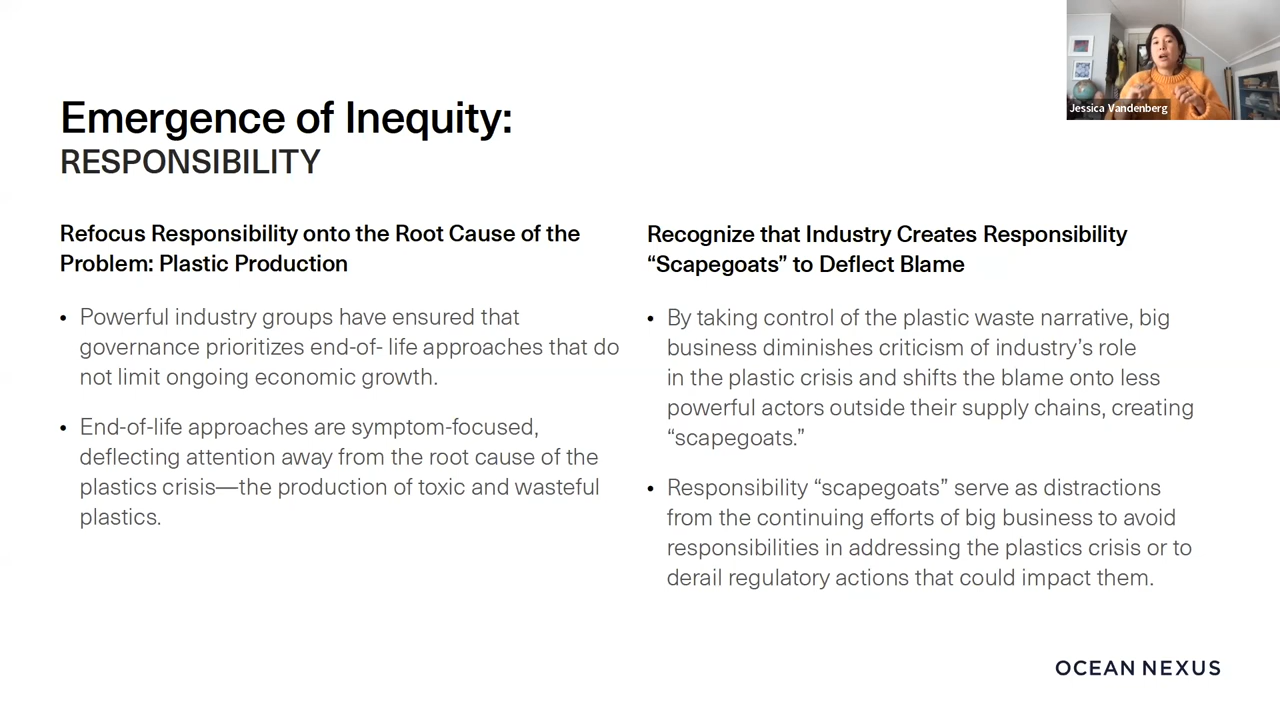 Jessica Vandenberg
Emergence of Inequity:
RESPONSIBILITY
Refocus Responsibility onto the Root Cause of the
Problem: Plastic Production
• Powerful industry groups have ensured that
governance prioritizes end-of- life approaches that do
not limit ongoing economic growth.
• End-of-life approaches are symptom-focused,
deflecting attention away from the root cause of the
plastics crisis—the production of toxic and wasteful
plastics.
Recognize that Industry Creates Responsibility
“Scapegoats” to Deflect Blame
• By taking control of the plastic waste narrative, big
business diminishes criticism of industry’s role
in the plastic crisis and shifts the blame onto less
powerful actors outside their supply chains, creating
“scapegoats.”
• Responsibility “scapegoats” serve as distractions
from the continuing efforts of big business to avoid
responsibilities in addressing the plastics crisis or to
derail regulatory actions that could impact them.
OCEAN NEXUS